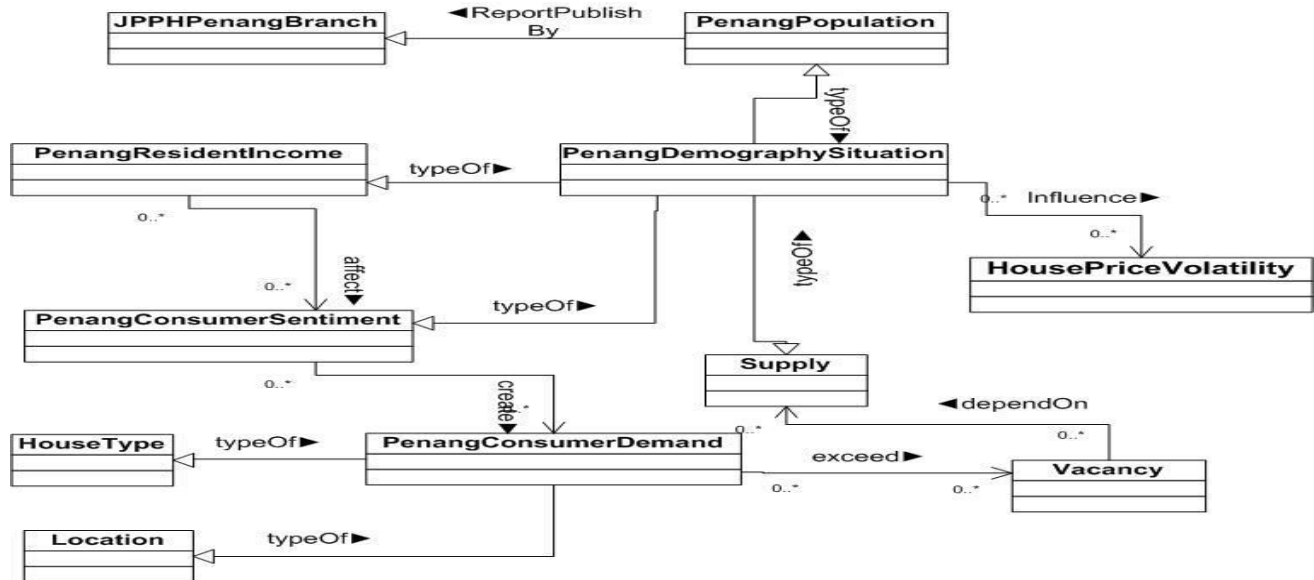 ◄ReportPublish
By
JPPHPenangBranch
PenangPopulation
typeOf►
PenangResidentIncome
typeOf►
PenangDemographySituation
0..*
0..*
Influence►
0..*
affect►
0..*
typeOf►
HousePriceVolatility
0..*
typeOf►
PenangConsumerSentiment
0..*
Supply
create►
..*
◄dependOn
HouseType
typeOf►
PenangConsumerDemand
0..*
0..*
exceed►
Vacancy
0..*
0..*
Location
typeOf►